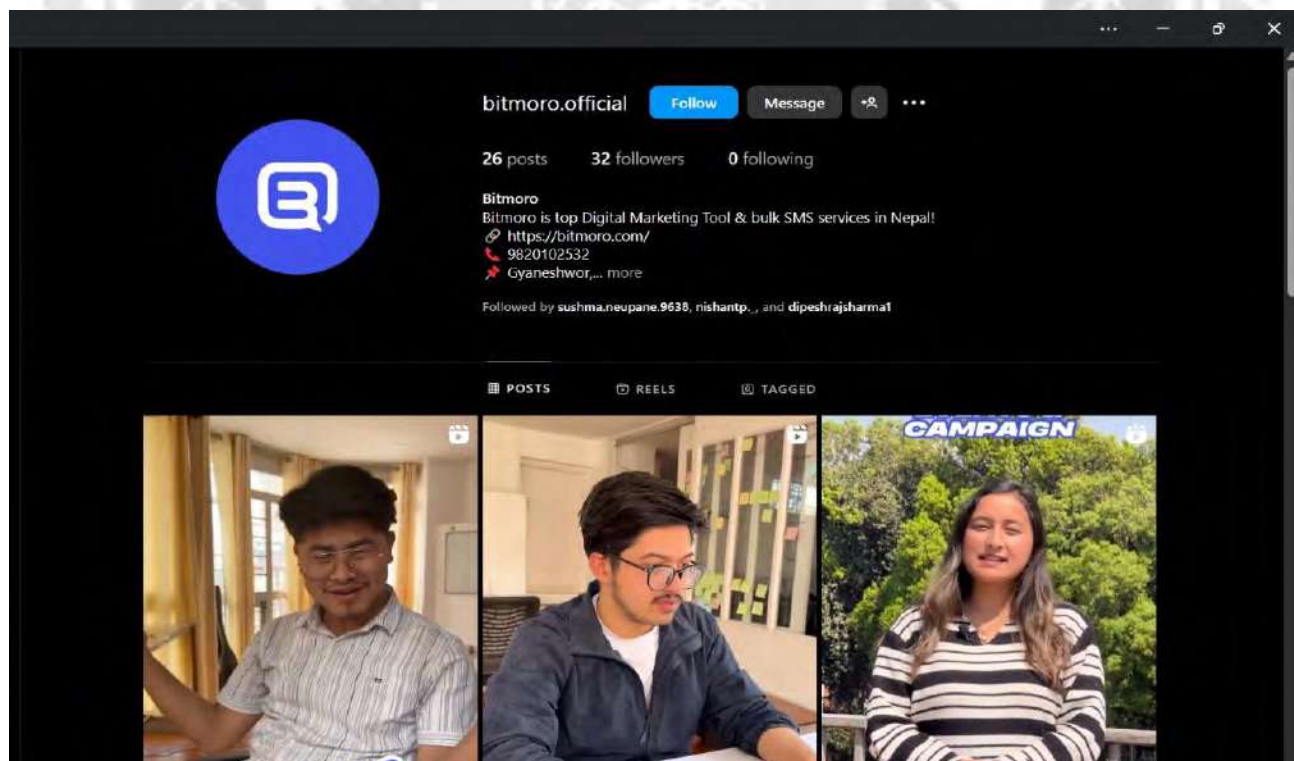 bitmoro.official Follow Message
26 posts 32 followers 0 following
Bitmoro
Bitmoro is top Digital Marketing Tool & bulk SMS services in Nepal!
https://bitmoro.com/
9820102532
Gyaneshwor,... more
Followed by sushma.neupane.9638, nishantp._, and dipeshrajsharma1
POSTS REELS TAGGED
CAMPAIGN